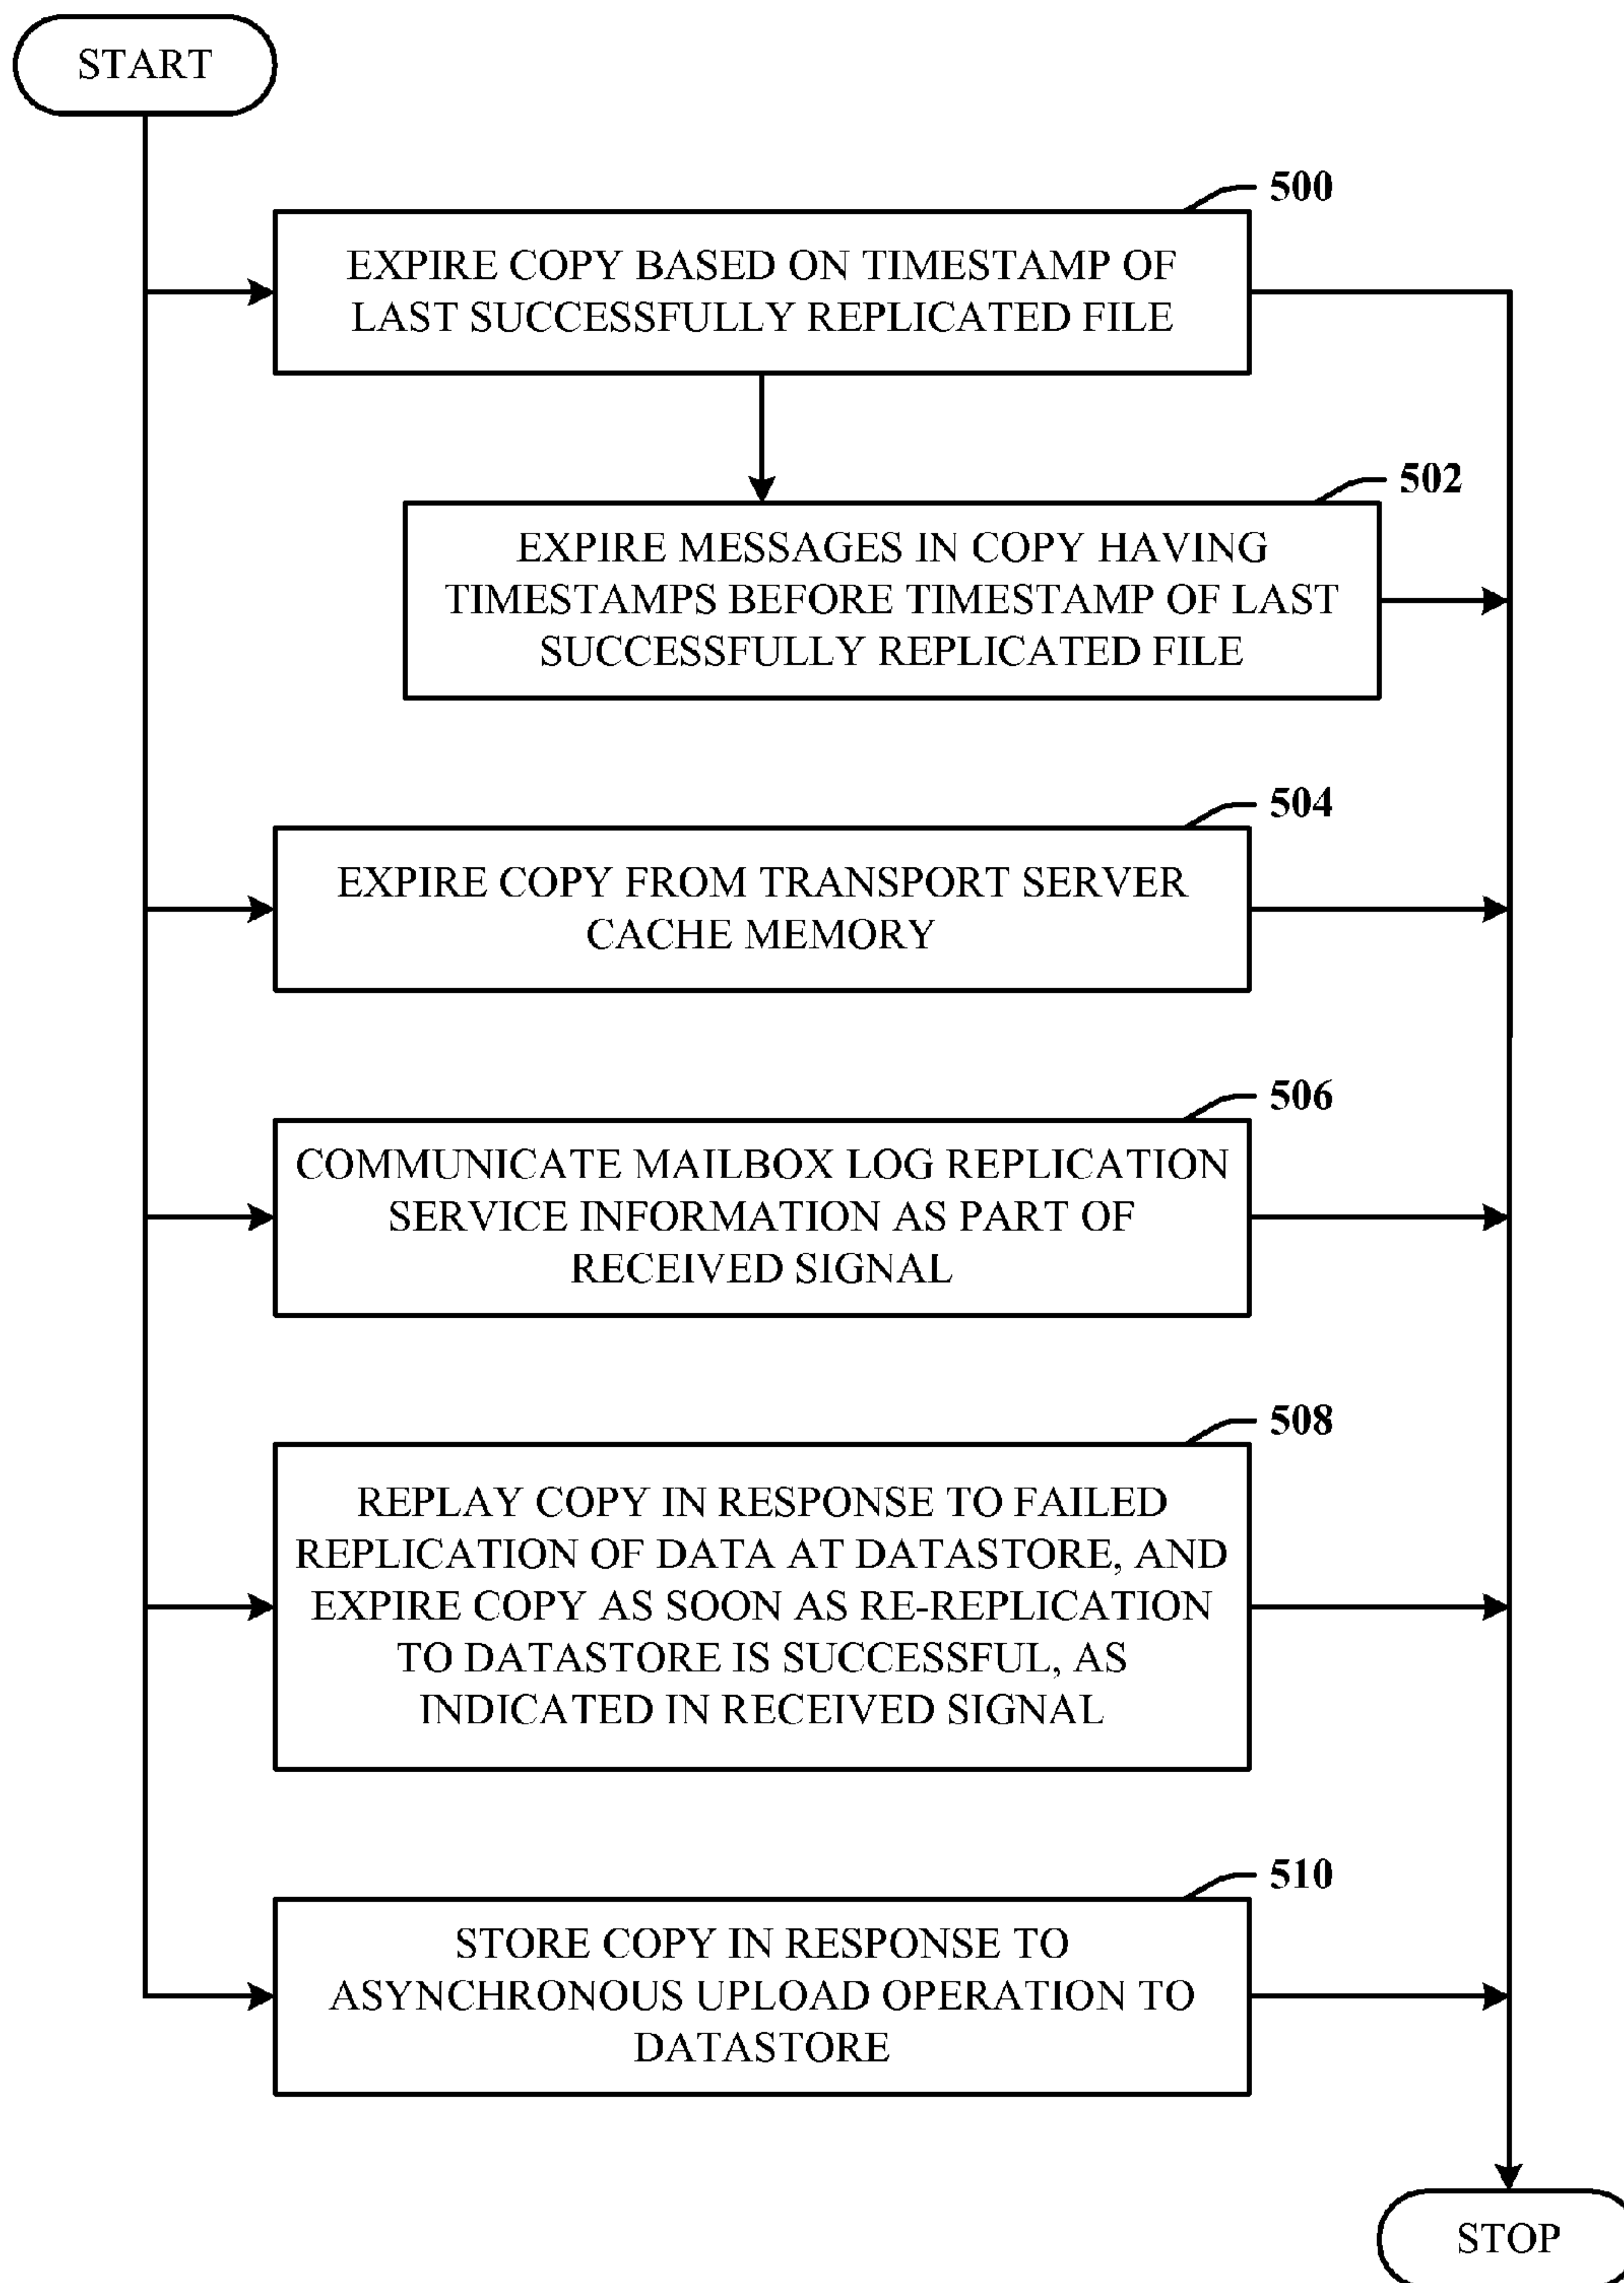 START
500
EXPIRE COPY BASED ON TIMESTAMP OF
LAST SUCCESSFULLY REPLICATED FILE
502
EXPIRE MESSAGES IN COPY HAVING
TIMESTAMPS BEFORE TIMESTAMP OF LAST
SUCCESSFULLY REPLICATED FILE
504
EXPIRE COPY FROM TRANSPORT SERVER
CACHE MEMORY
506
COMMUNICATE MAILBOX LOG REPLICATION
SERVICE INFORMATION AS PART OF
RECEIVED SIGNAL
508
REPLAY COPY IN RESPONSE TO FAILED
REPLICATION OF DATA AT DATASTORE, AND
EXPIRE COPY AS SOON AS RE-REPLICATION
TO DATASTORE IS SUCCESSFUL, AS
INDICATED IN RECEIVED SIGNAL
510
STORE COPY IN RESPONSE TO
ASYNCHRONOUS UPLOAD OPERATION TO
DATASTORE
STOP